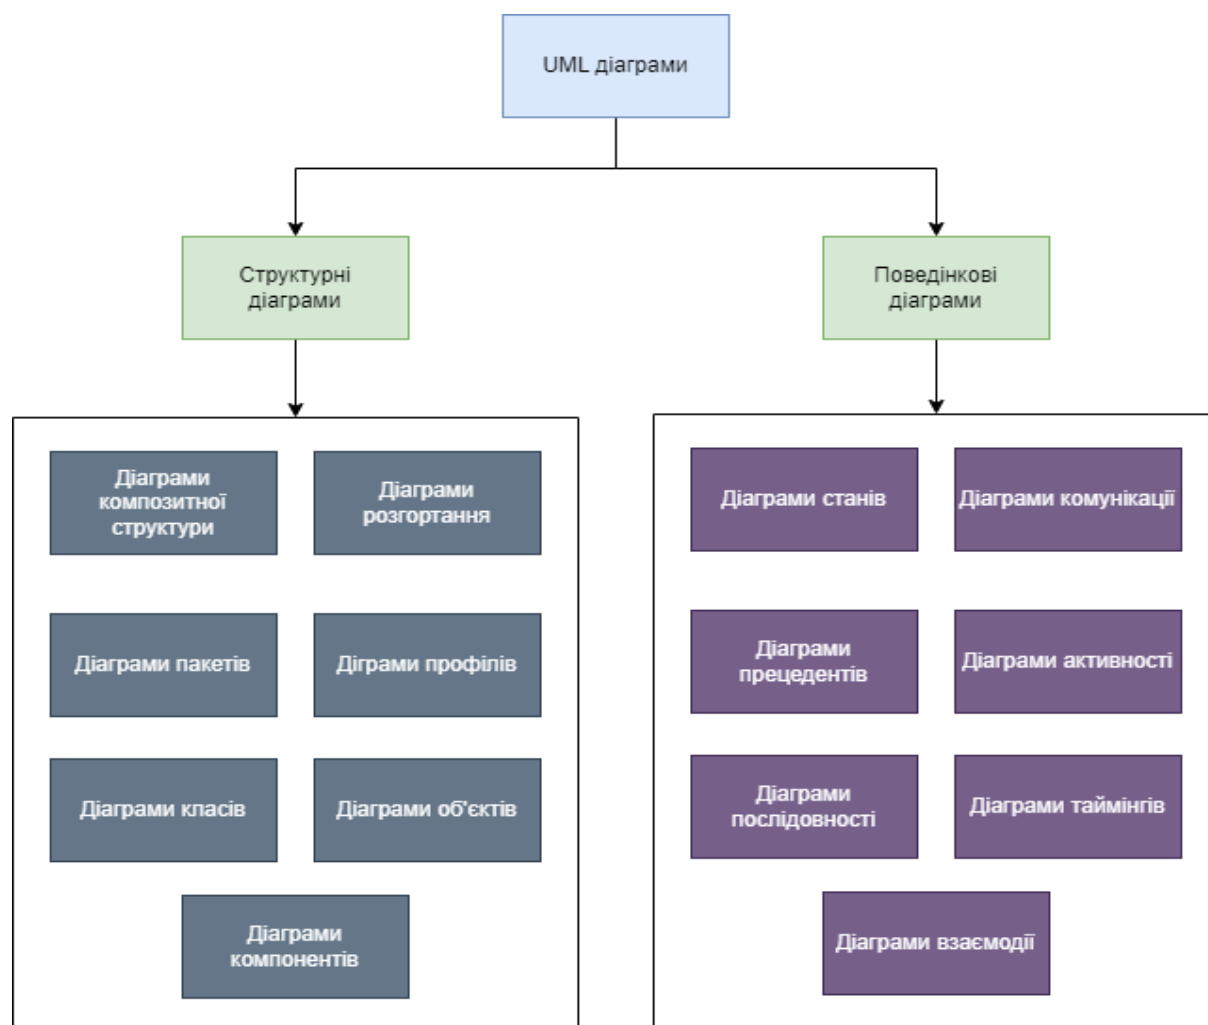 UML діаграми
Структурні
діаграми
Поведінкові
діаграми
Діаграми
композитної
структури
Діаграми
розгортання
Діаграми пакетів
Діграми профілів
Діаграми класів
Діаграми об'єктів
Діаграми
компонентів
Діаграми станів
Діаграми комунікації
Діаграми
прецедентів
Діаграми активності
Діаграми
послідовності
Діаграми таймінгів
Діаграми взаємодії